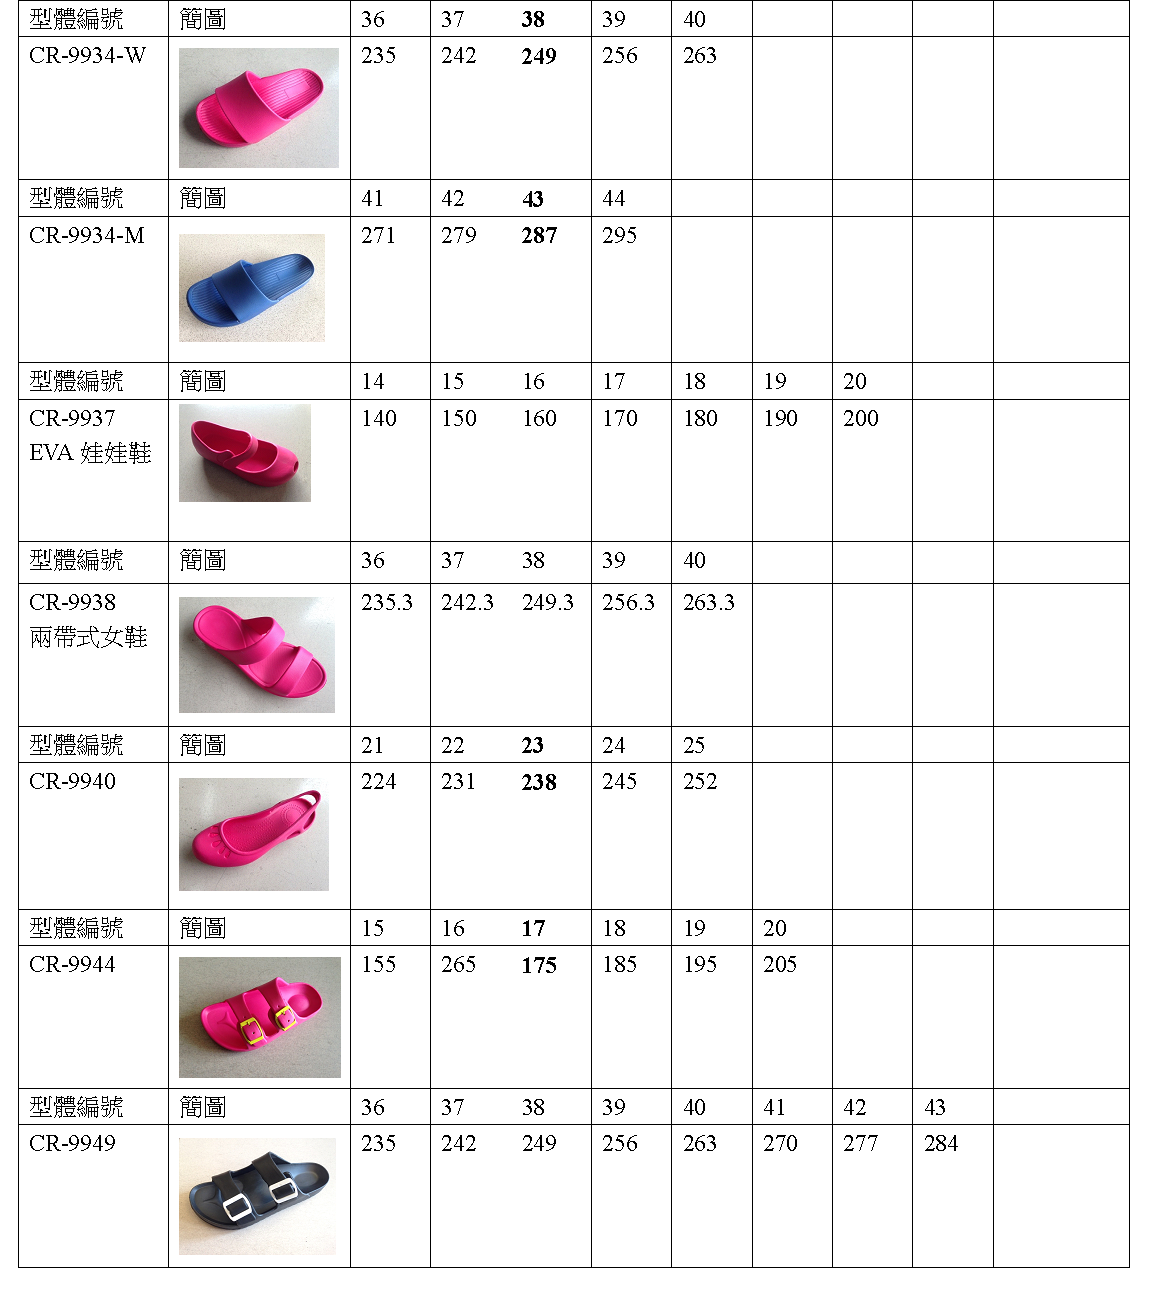 型體編號 簡圖 36 37 38 39 40
CR-9934-W 235 242 249 256 263
型體編號 簡圖 41 42 43 44
CR-9934-M 271 279 287 295
型體編號 簡圖 14 15 16 17 18 19 20
CR-9937 140 150 160 170 180 190 200
EVA 娃娃鞋
型體編號 簡圖 36 37 38 39 40
CR-9938 235.3 242.3 249.3 256.3 263.3
兩帶式女鞋
型體編號 簡圖 21 22 23 24 25
CR-9940 224 231 238 245 252
型體編號 簡圖 15 16 17 18 19 20
CR-9944 155 265 175 185 195 205
型體編號 簡圖 36 37 38 39 40 41 42 43
CR-9949 235 242 249 256 263 270 277 284